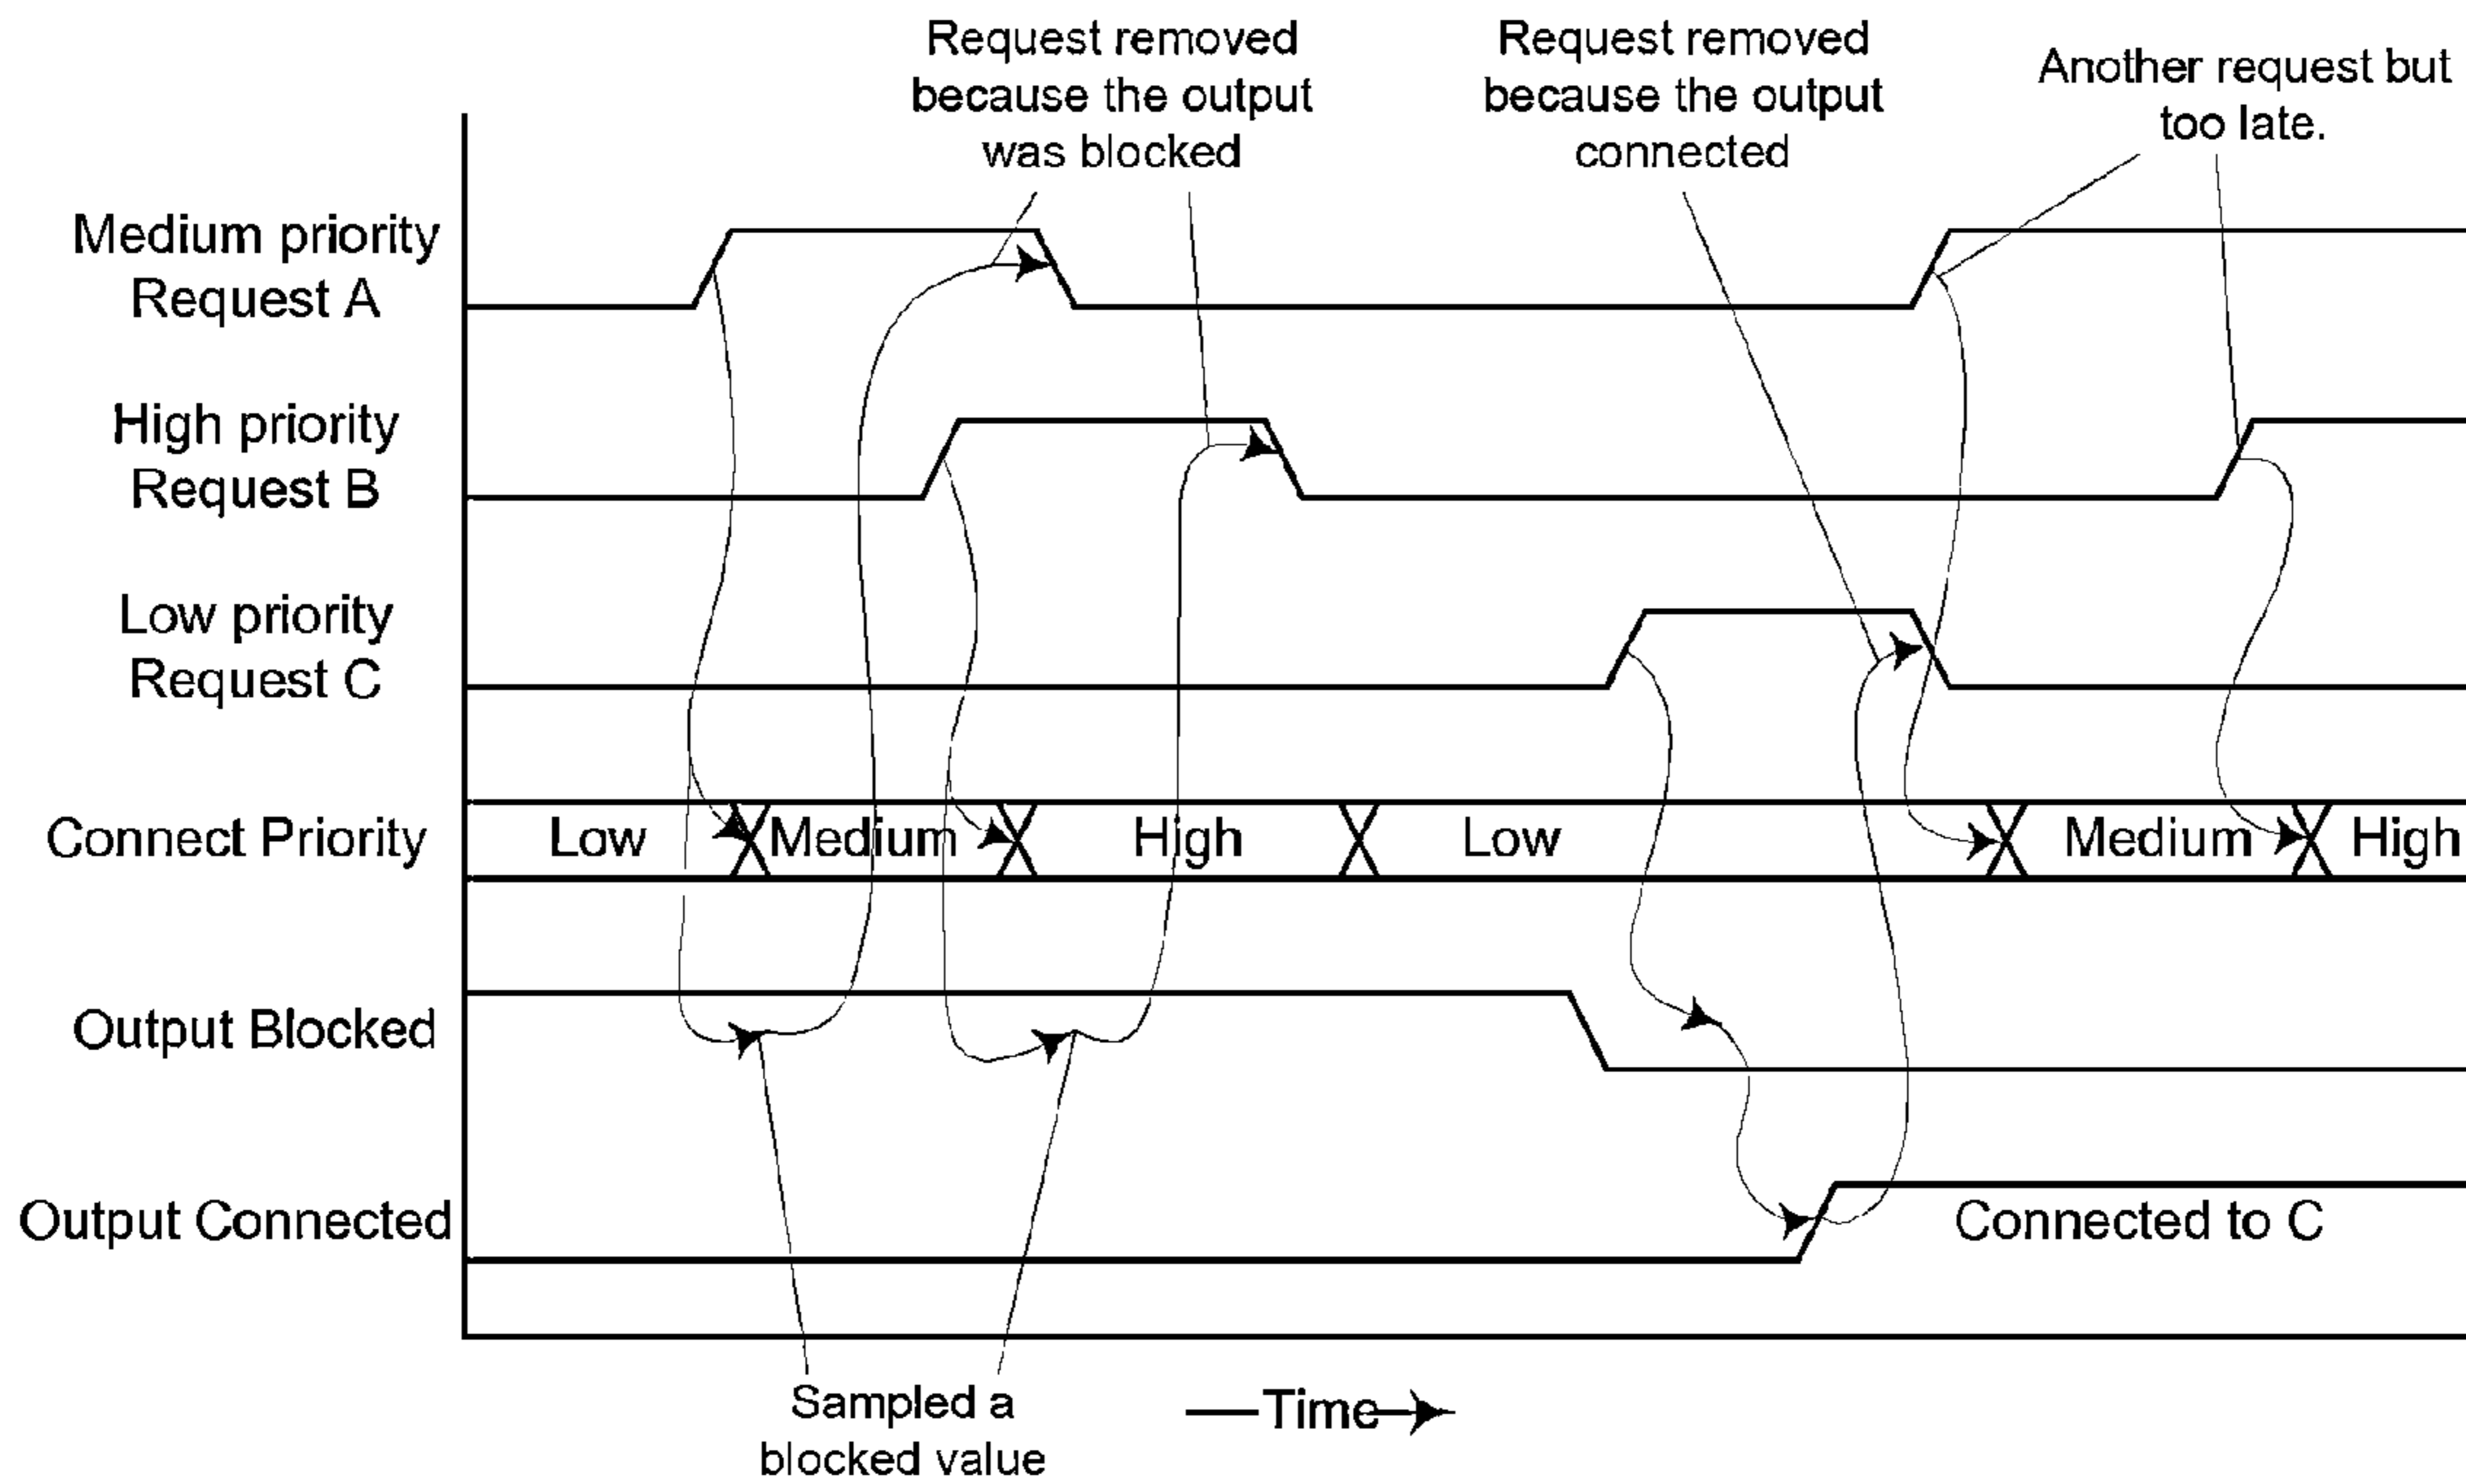 Request removed
because the output
was blocked
Request removed
because the output
connected
Another request but
too late.
Medium priority
Request A
High priority
Request B
Low priority
Request C
Connect Priority
Low
Medium
High
Low
Medium
High
Output Blocked
Output Connected
Connected to C
Sampled a
blocked value
Time